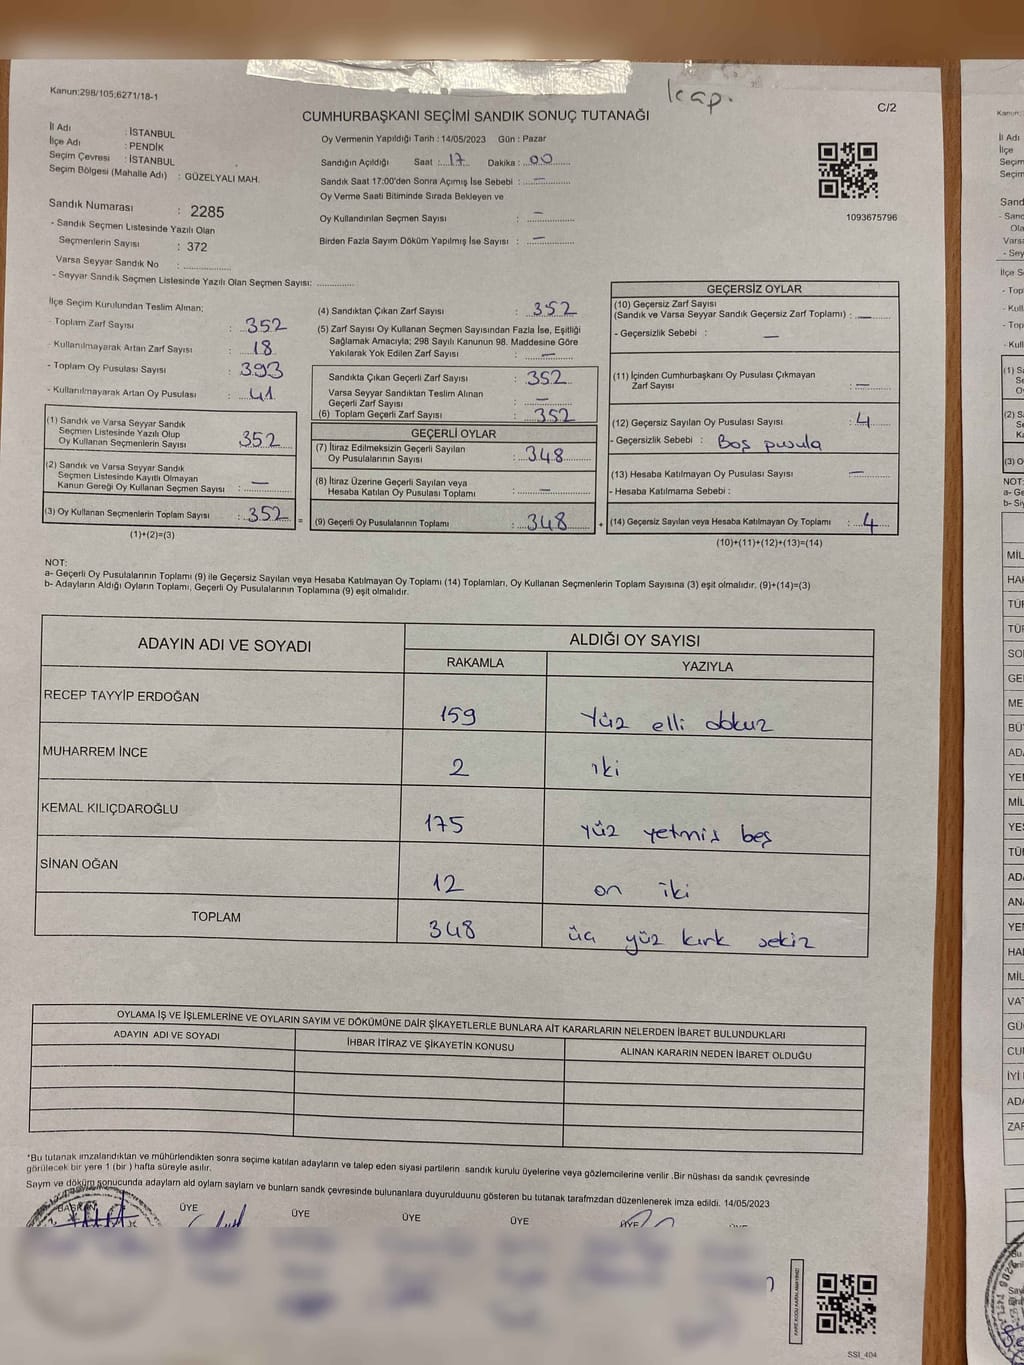 Kanun:298/105;6271/18-1
kap.
C/2
CUMHURBAŞKANI SEÇİMİ SANDIK SONUÇ TUTANAĞI
İl Adı : İSTANBUL
İlçe Adı : PENDİK
Seçim Çevresi : İSTANBUL
Seçim Bölgesi (Mahalle Adı) : GÜZELYALI MAH.
Sandık Numarası : 2285
- Sandık Seçmen Listesinde Yazılı Olan
Seçmenlerin Sayısı : 372
Varsa Seyyar Sandık No : ..............
- Seyyar Sandık Seçmen Listesinde Yazılı Olan Seçmen Sayısı: ............
Oy Vermenin Yapıldığı Tarih : 14/05/2023 Gün : Pazar
Sandığın Açıldığı Saat : 17 Dakika : 00
Sandık Saat 17:00'den Sonra Açımış İse Sebebi : —
Oy Verme Saati Bitiminde Sırada Bekleyen ve
Oy Kullandırılan Seçmen Sayısı : —
Birden Fazla Sayım Döküm Yapılmış İse Sayısı : —
1093675796
İlçe Seçim Kurulundan Teslim Alınan;
- Toplam Zarf Sayısı : 352
- Kullanılmayarak Artan Zarf Sayısı : 18
- Toplam Oy Pusulası Sayısı : 393
- Kullanılmayarak Artan Oy Pusulası : 41
(1) Sandık ve Varsa Seyyar Sandık
Seçmen Listesinde Yazılı Olup
Oy Kullanan Seçmenlerin Sayısı : 352
(2) Sandık ve Varsa Seyyar Sandık
Seçmen Listesinde Kayıtlı Olmayan
Kanun Gereği Oy Kullanan Seçmen Sayısı : —
(3) Oy Kullanan Seçmenlerin Toplam Sayısı : 352 =
(1)+(2)=(3)
(4) Sandıktan Çıkan Zarf Sayısı : 352
(5) Zarf Sayısı Oy Kullanan Seçmen Sayısından Fazla İse, Eşitliği
Sağlamak Amacıyla; 298 Sayılı Kanunun 98. Maddesine Göre
Yakılarak Yok Edilen Zarf Sayısı : —
Sandıkta Çıkan Geçerli Zarf Sayısı : 352
Varsa Seyyar Sandıktan Teslim Alınan
Geçerli Zarf Sayısı : —
(6) Toplam Geçerli Zarf Sayısı : 352
GEÇERLİ OYLAR
(7) İtiraz Edilmeksizin Geçerli Sayılan
Oy Pusulalarının Sayısı : 348
(8) İtiraz Üzerine Geçerli Sayılan veya
Hesaba Katılan Oy Pusulası Toplamı : —
(9) Geçerli Oy Pusulalarının Toplamı : 348 +
GEÇERSİZ OYLAR
(10) Geçersiz Zarf Sayısı
(Sandık ve Varsa Seyyar Sandık Geçersiz Zarf Toplamı) : —
- Geçersizlik Sebebi : —
(11) İçinden Cumhurbaşkanı Oy Pusulası Çıkmayan
Zarf Sayısı : —
(12) Geçersiz Sayılan Oy Pusulası Sayısı : 4
- Geçersizlik Sebebi : Boş pusula
(13) Hesaba Katılmayan Oy Pusulası Sayısı : —
- Hesaba Katılmama Sebebi :
(14) Geçersiz Sayılan veya Hesaba Katılmayan Oy Toplamı : 4
(10)+(11)+(12)+(13)=(14)
NOT:
a- Geçerli Oy Pusulalarının Toplamı (9) ile Geçersiz Sayılan veya Hesaba Katılmayan Oy Toplamı (14) Toplamları, Oy Kullanan Seçmenlerin Toplam Sayısına (3) eşit olmalıdır. (9)+(14)=(3)
b- Adayların Aldığı Oyların Toplamı, Geçerli Oy Pusulalarının Toplamına (9) eşit olmalıdır.
ADAYIN ADI VE SOYADI ALDIĞI OY SAYISI
RAKAMLA YAZIYLA
RECEP TAYYİP ERDOĞAN 159 Yüz elli dokuz
MUHARREM İNCE 2 iki
KEMAL KILIÇDAROĞLU 175 yüz yetmiş beş
SİNAN OĞAN 12 on iki
TOPLAM 348 üç yüz kırk sekiz
OYLAMA İŞ VE İŞLEMLERİNE VE OYLARIN SAYIM VE DÖKÜMÜNE DAİR ŞİKAYETLERLE BUNLARA AİT KARARLARIN NELERDEN İBARET BULUNDUKLARI
ADAYIN ADI VE SOYADI İHBAR İTİRAZ VE ŞİKAYETİN KONUSU ALINAN KARARIN NEDEN İBARET OLDUĞU
*Bu tutanak imzalandıktan ve mühürlendikten sonra seçime katılan adayların ve talep eden siyasi partilerin sandık kurulu üyelerine veya gözlemcilerine verilir .Bir nüshası da sandık çevresinde
görülecek bir yere 1 (bir ) hafta süreyle asılır.
Sayım ve döküm sonucunda adayların ald oyların sayları ve bunların sandk çevresinde bulunanlara duyurulduunu gösteren bu tutanak tarafmzdan düzenlenerek imza edildi. 14/05/2023
BAŞKAN ÜYE ÜYE ÜYE ÜYE ÜYE
SSI_404